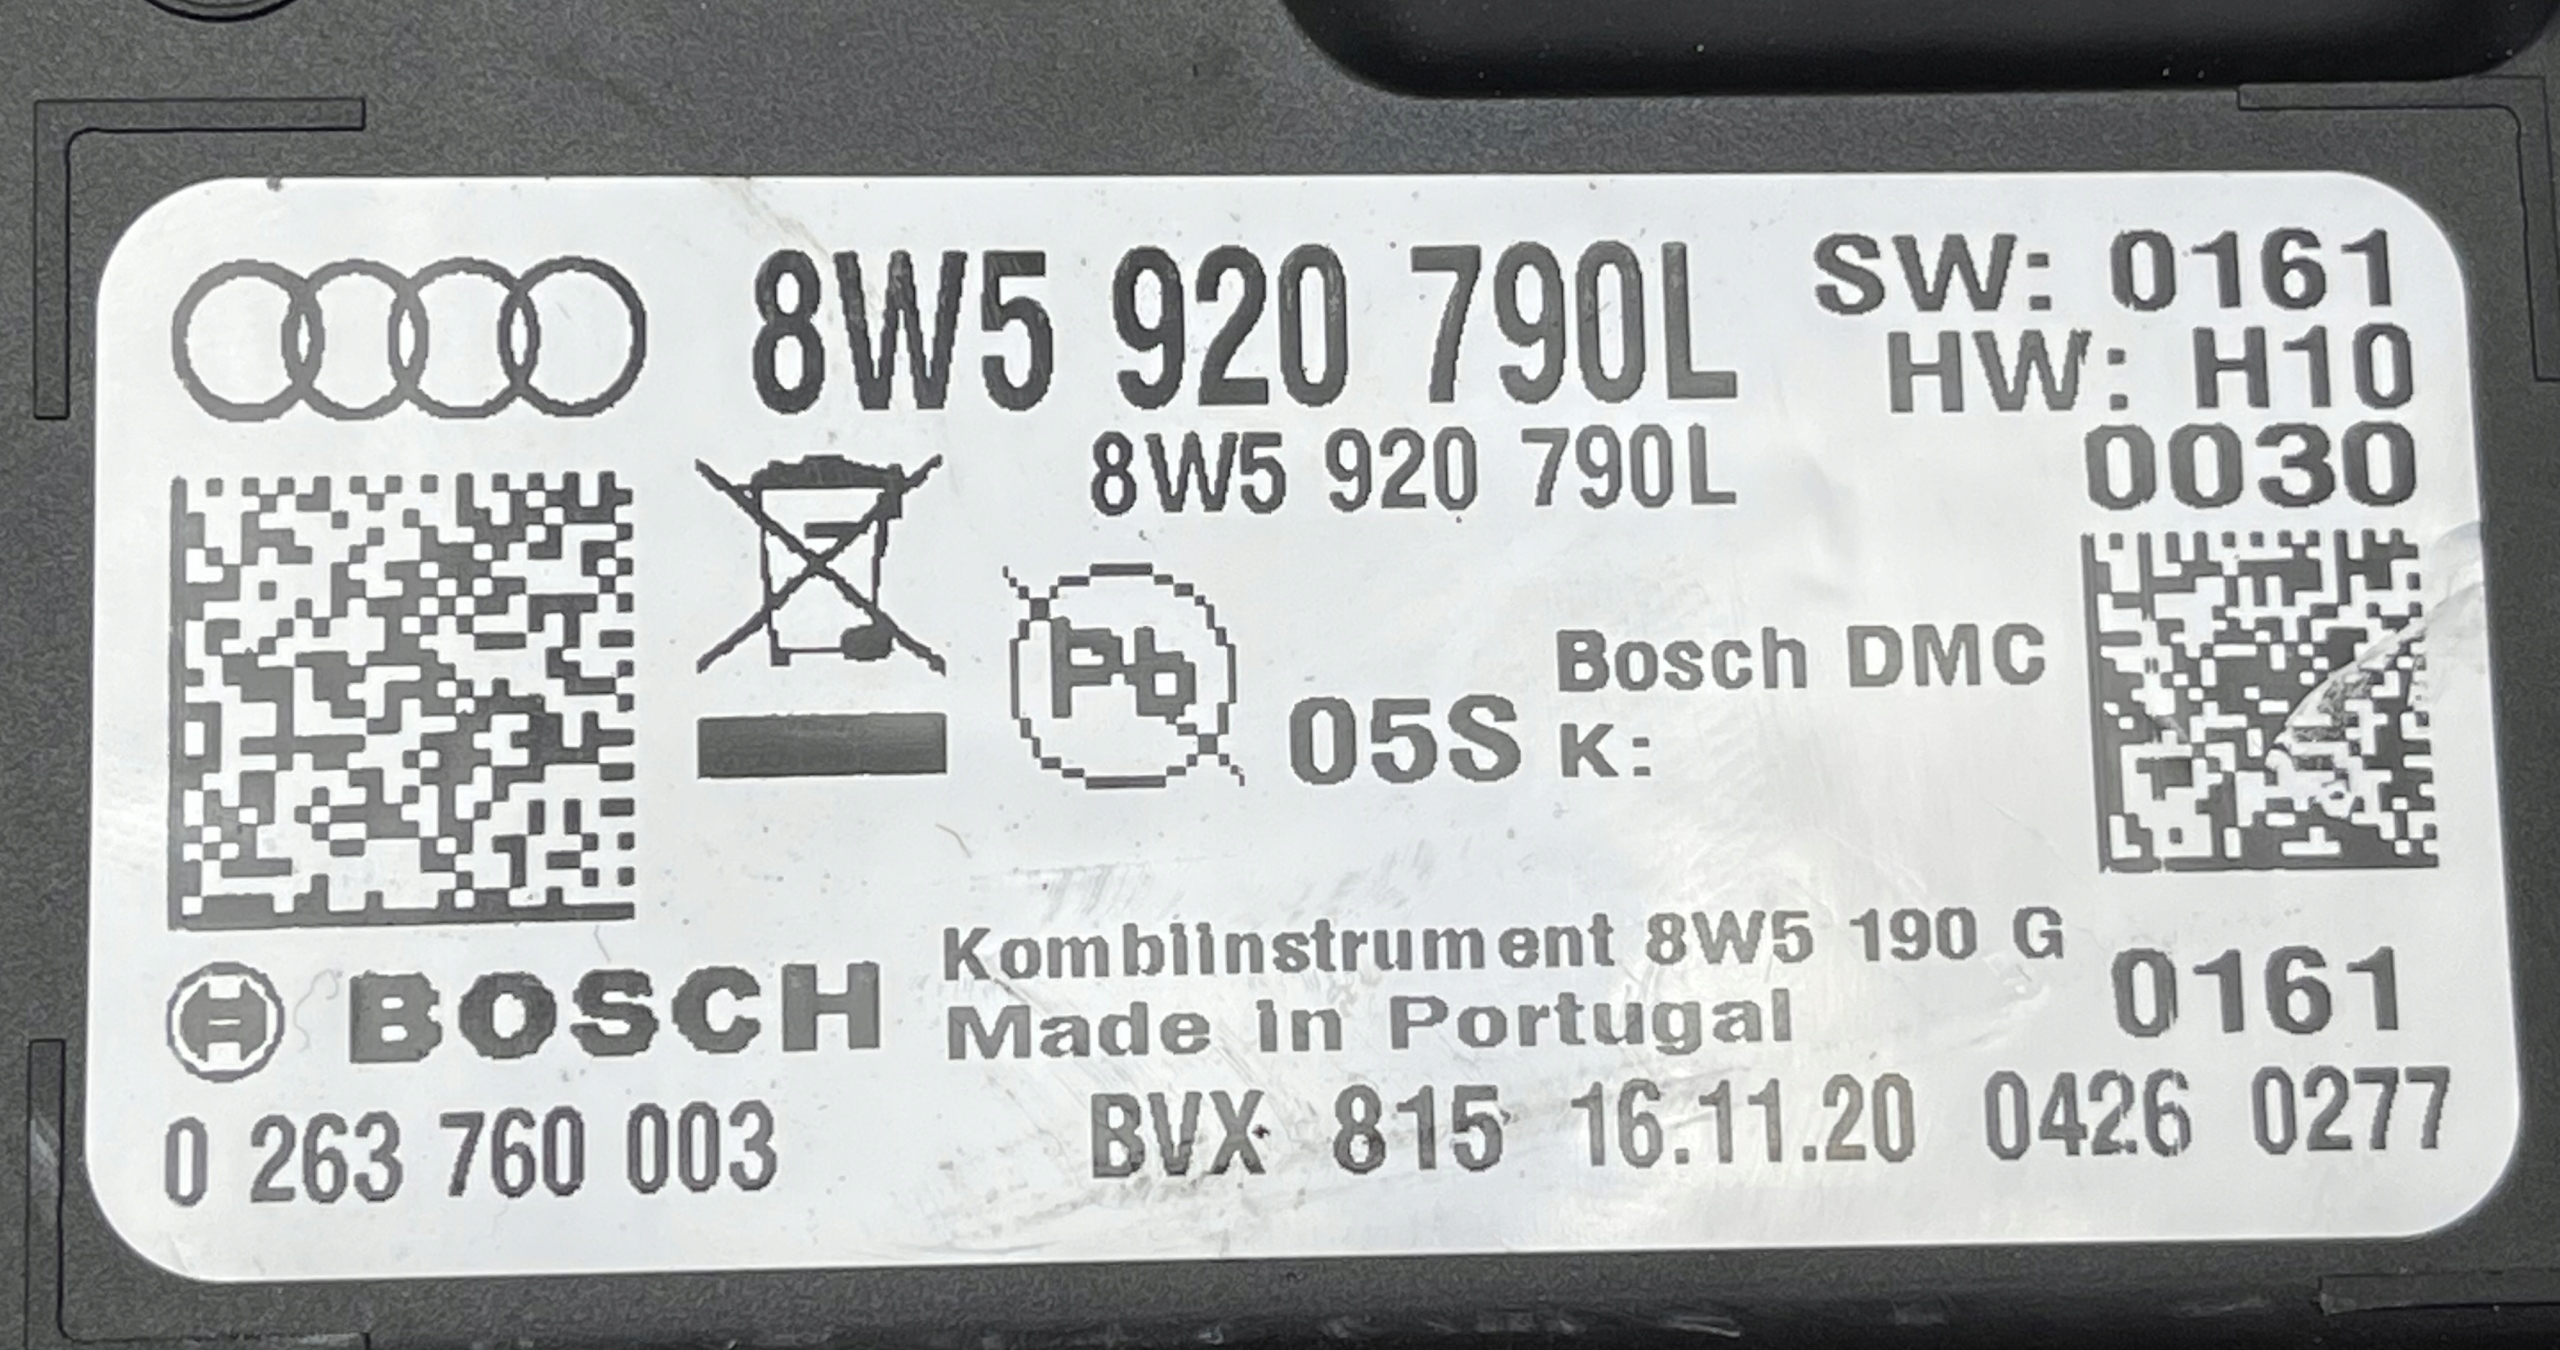 8W5 920 790L
SW: 0161
HW: H10
8W5 920 790L
0030
Pb
05S
Bosch DMC
K:
Kombiinstrument 8W5 190 G
BOSCH
Made in Portugal
0161
0 263 760 003
BVX 815 16.11.20 0426 0277